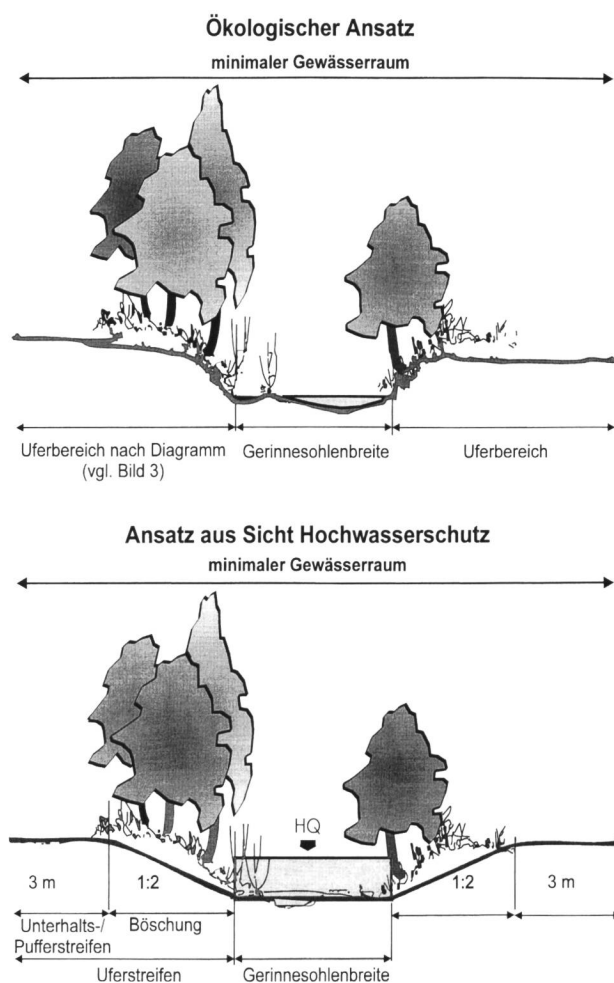 Ökologischer Ansatz
minimaler Gewässerraum
Uferbereich nach Diagramm
(vgl. Bild 3)
Gerinnesohlenbreite
Uferbereich
Ansatz aus Sicht Hochwasserschutz
minimaler Gewässerraum
HQ
3 m
1:2
1:2
3 m
Unterhalts-/
Pufferstreifen
Böschung
Uferstreifen
Gerinnesohlenbreite